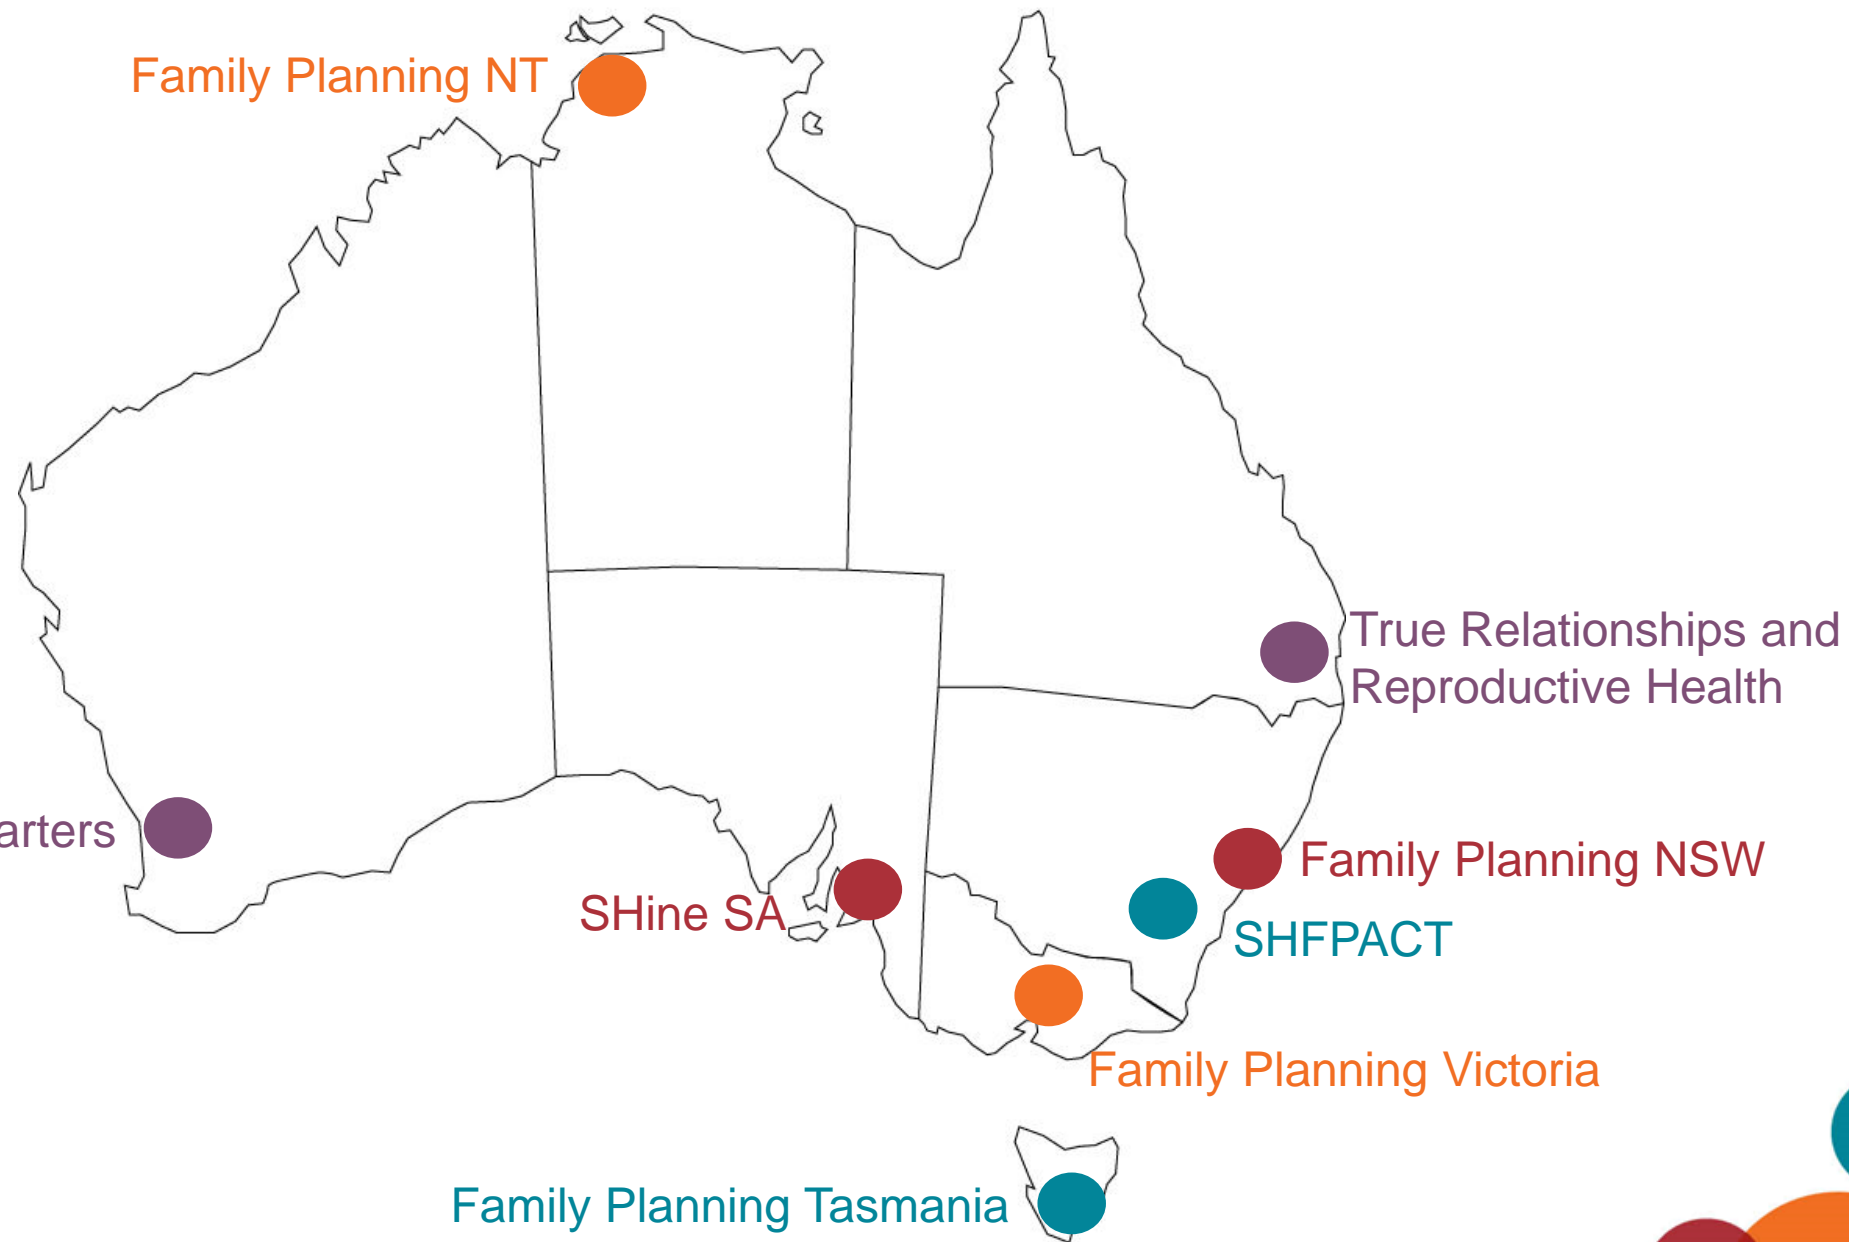 Family Planning NT
True Relationships and
Reproductive Health
arters
Family Planning NSW
SHine SA
SHFPACT
Family Planning Victoria
Family Planning Tasmania